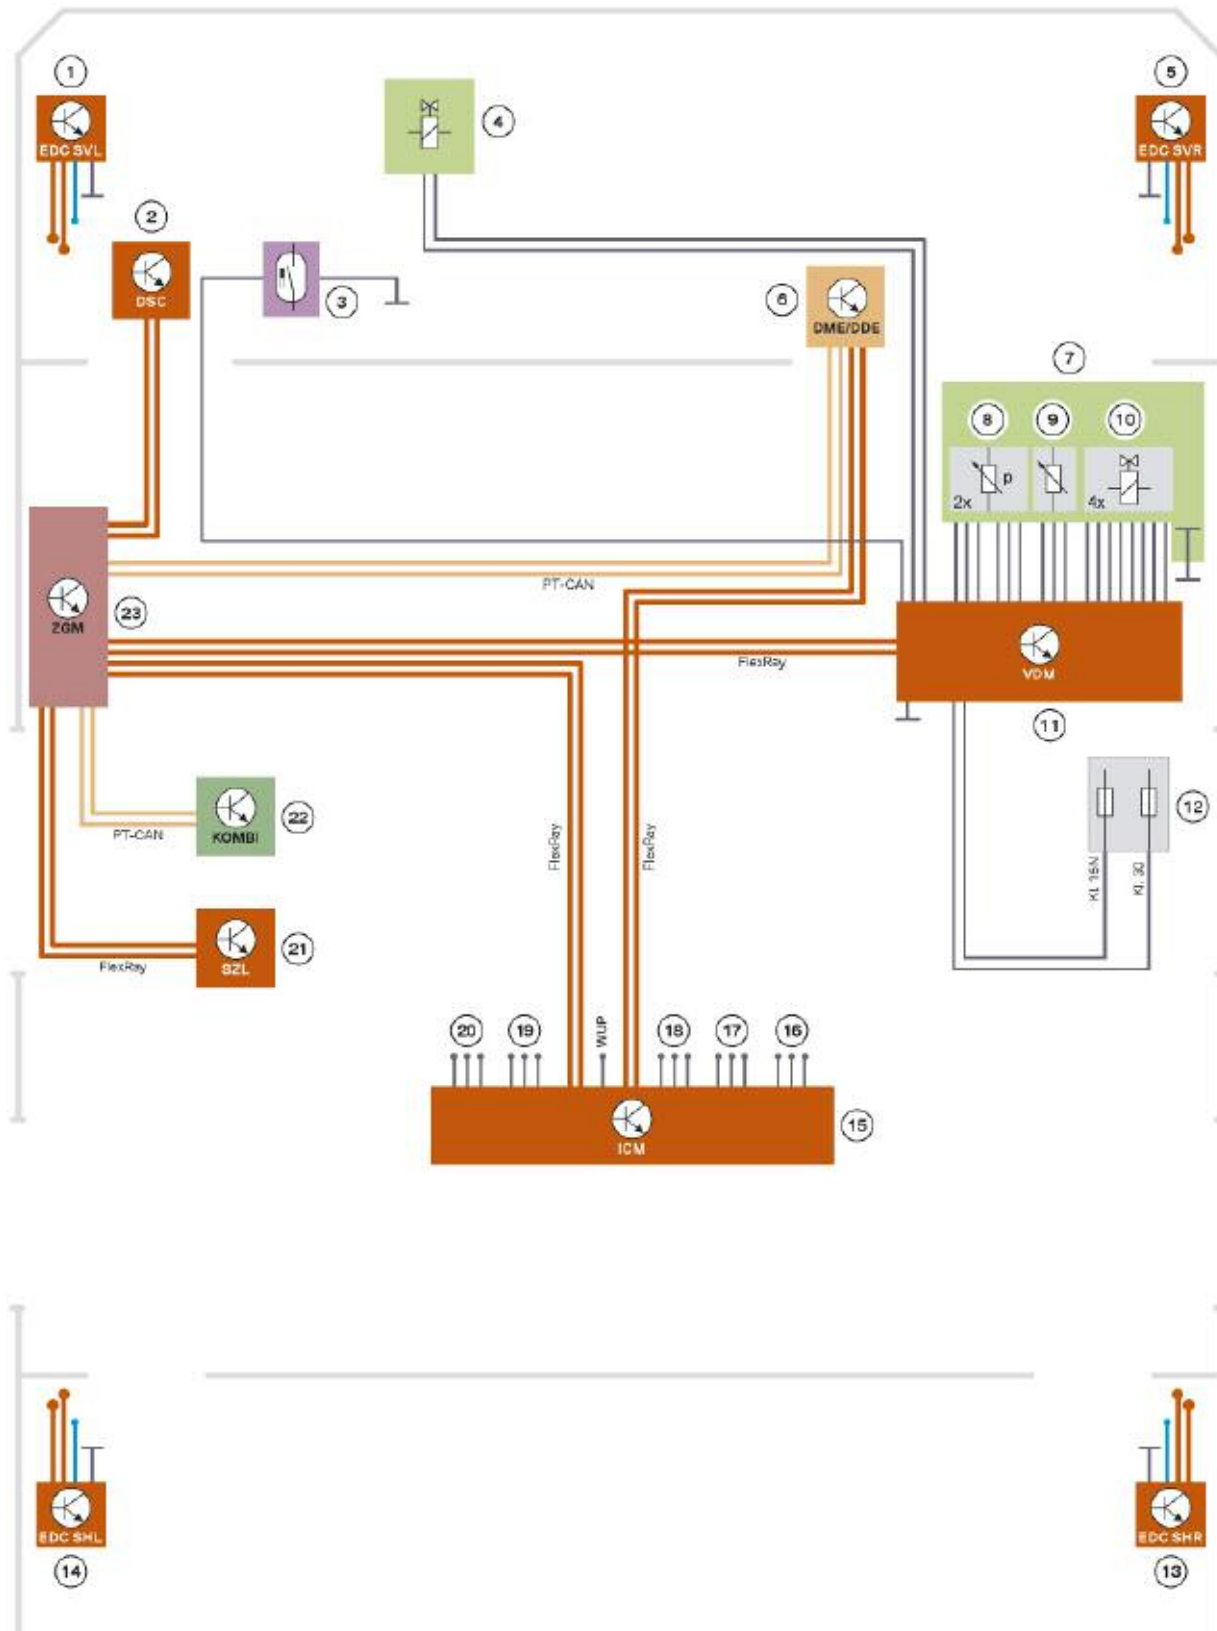 1
5
EDC SVL
4
EDC SVR
2
DSC
3
6
DME/DDE
7
8
9
10
p
2x
4x
PT-CAN
ZGM
23
FlexRay
VDM
11
12
KOMBI
22
PT-CAN
FlexRay
FlexRay
Kl. 15N
Kl. 30
SZL
21
FlexRay
20
19
WUP
18
17
16
15
ICM
EDC SHL
EDC SHR
14
13